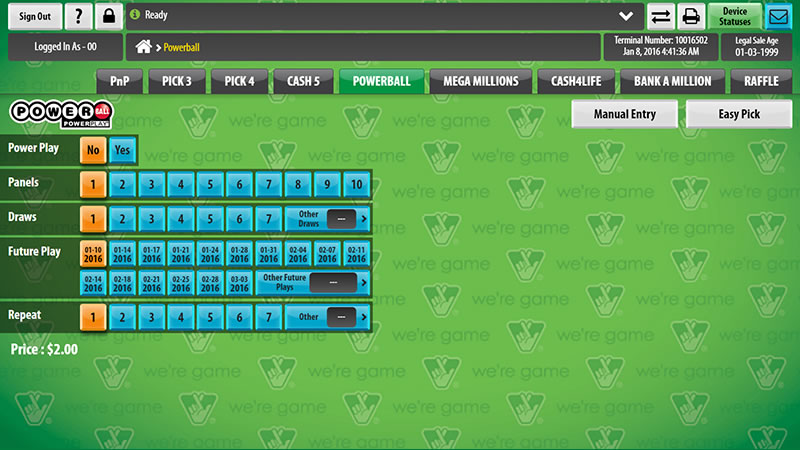 Sign Out ? Ready Device Statuses
Logged In As - 00 > Powerball Terminal Number: 10016502 Legal Sale Age
Jan 8, 2016 4:41:36 AM 01-03-1999
PnP PICK 3 PICK 4 CASH 5 POWERBALL MEGA MILLIONS CASH4LIFE BANK A MILLION RAFFLE
POWER BALL
POWERPLAY
Manual Entry Easy Pick
Power Play No Yes
Panels 1 2 3 4 5 6 7 8 9 10
Draws 1 2 3 4 5 6 7 Other Draws --- >
Future Play 01-10 2016 01-14 2016 01-17 2016 01-21 2016 01-24 2016 01-28 2016 01-31 2016 02-04 2016 02-07 2016 02-11 2016
02-14 2016 02-18 2016 02-21 2016 02-25 2016 02-28 2016 03-03 2016 Other Future Plays --- >
Repeat 1 2 3 4 5 6 7 Other --- >
Price : $2.00
we're game